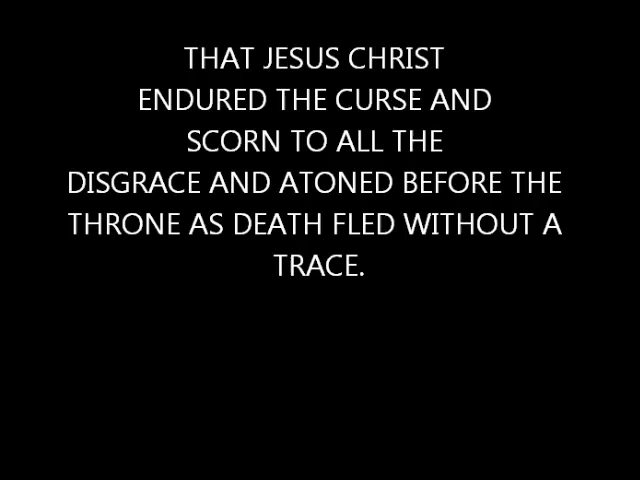 THAT JESUS CHRIST
ENDURED THE CURSE AND
SCORN TO ALL THE
DISGRACE AND ATONED BEFORE THE
THRONE AS DEATH FLED WITHOUT A
TRACE.